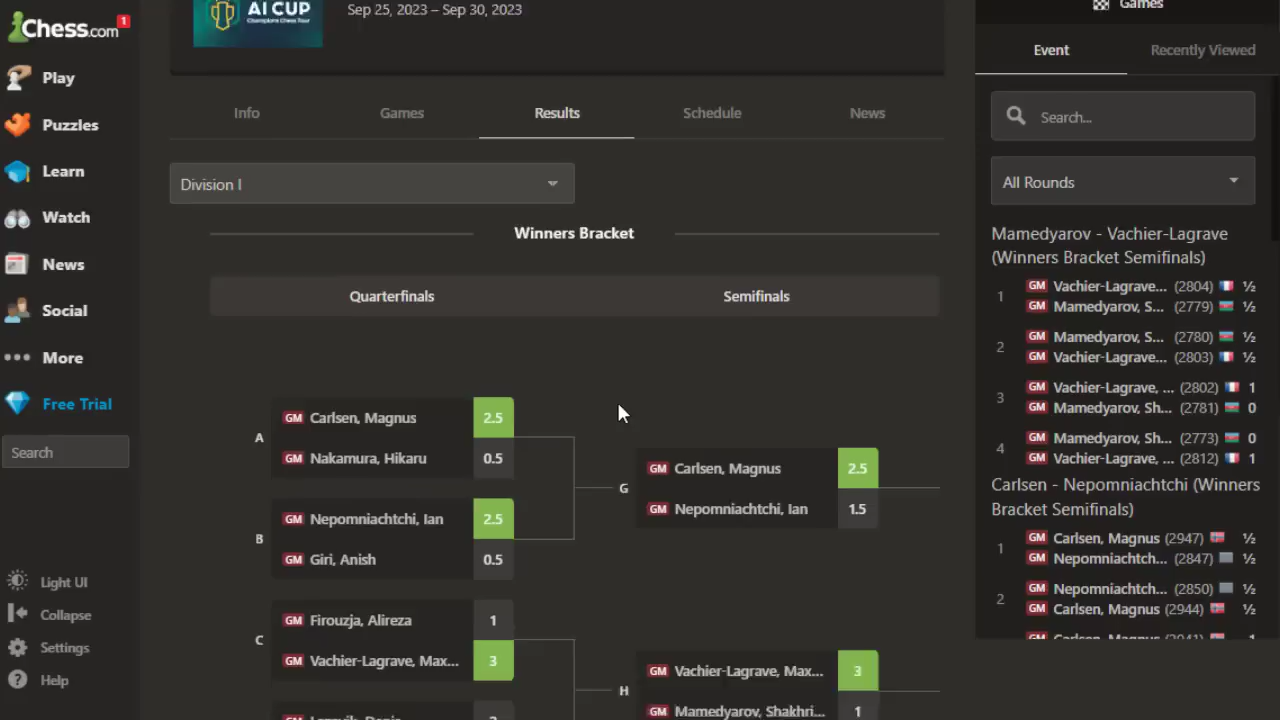 Chess.com
1
Play
Puzzles
Learn
Watch
News
Social
More
Free Trial
Search
Light UI
Collapse
Settings
Help
AI CUP
Champions Chess Tour
Sep 25, 2023 – Sep 30, 2023
Info
Games
Results
Schedule
News
Division I
Winners Bracket
Quarterfinals
Semifinals
A
GM Carlsen, Magnus 2.5
GM Nakamura, Hikaru 0.5
B
GM Nepomniachtchi, Ian 2.5
GM Giri, Anish 0.5
C
GM Firouzja, Alireza 1
GM Vachier-Lagrave, Max... 3
G
GM Carlsen, Magnus 2.5
GM Nepomniachtchi, Ian 1.5
H
GM Vachier-Lagrave, Max... 3
GM Mamedyarov, Shakhri... 1
Games
Event
Recently Viewed
Search...
All Rounds
Mamedyarov - Vachier-Lagrave
(Winners Bracket Semifinals)
1
GM Vachier-Lagrave... (2804) ½
GM Mamedyarov, S... (2779) ½
2
GM Mamedyarov, S... (2780) ½
GM Vachier-Lagrave... (2803) ½
3
GM Vachier-Lagrave, ... (2802) 1
GM Mamedyarov, Sh... (2781) 0
4
GM Mamedyarov, Sh... (2773) 0
GM Vachier-Lagrave, ... (2812) 1
Carlsen - Nepomniachtchi (Winners
Bracket Semifinals)
1
GM Carlsen, Magnus (2947) ½
GM Nepomniachtch... (2847) ½
2
GM Nepomniachtch... (2850) ½
GM Carlsen, Magnus (2944) ½
GM Carlsen, Magnus (2941) 1